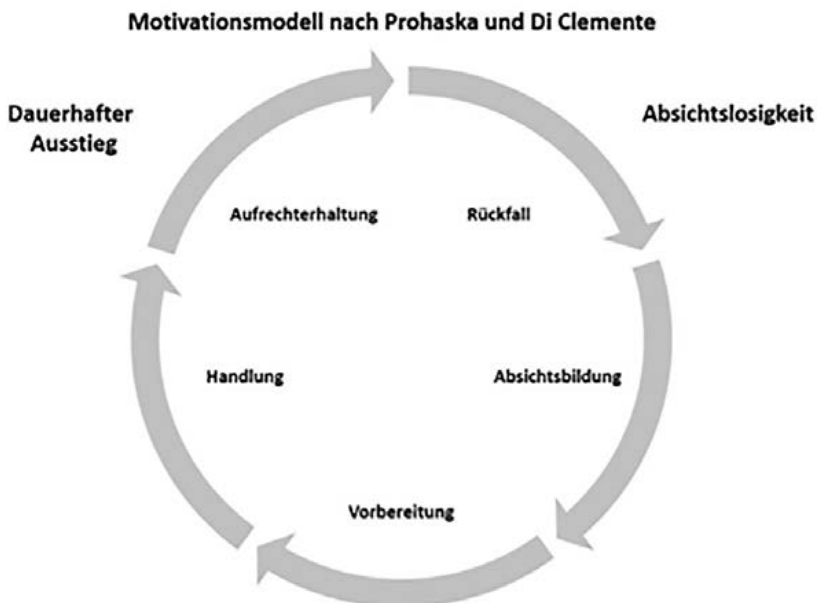 Motivationsmodell nach Prohaska und Di Clemente
Dauerhafter
Ausstieg
Absichtslosigkeit
Aufrechterhaltung
Rückfall
Handlung
Absichtsbildung
Vorbereitung